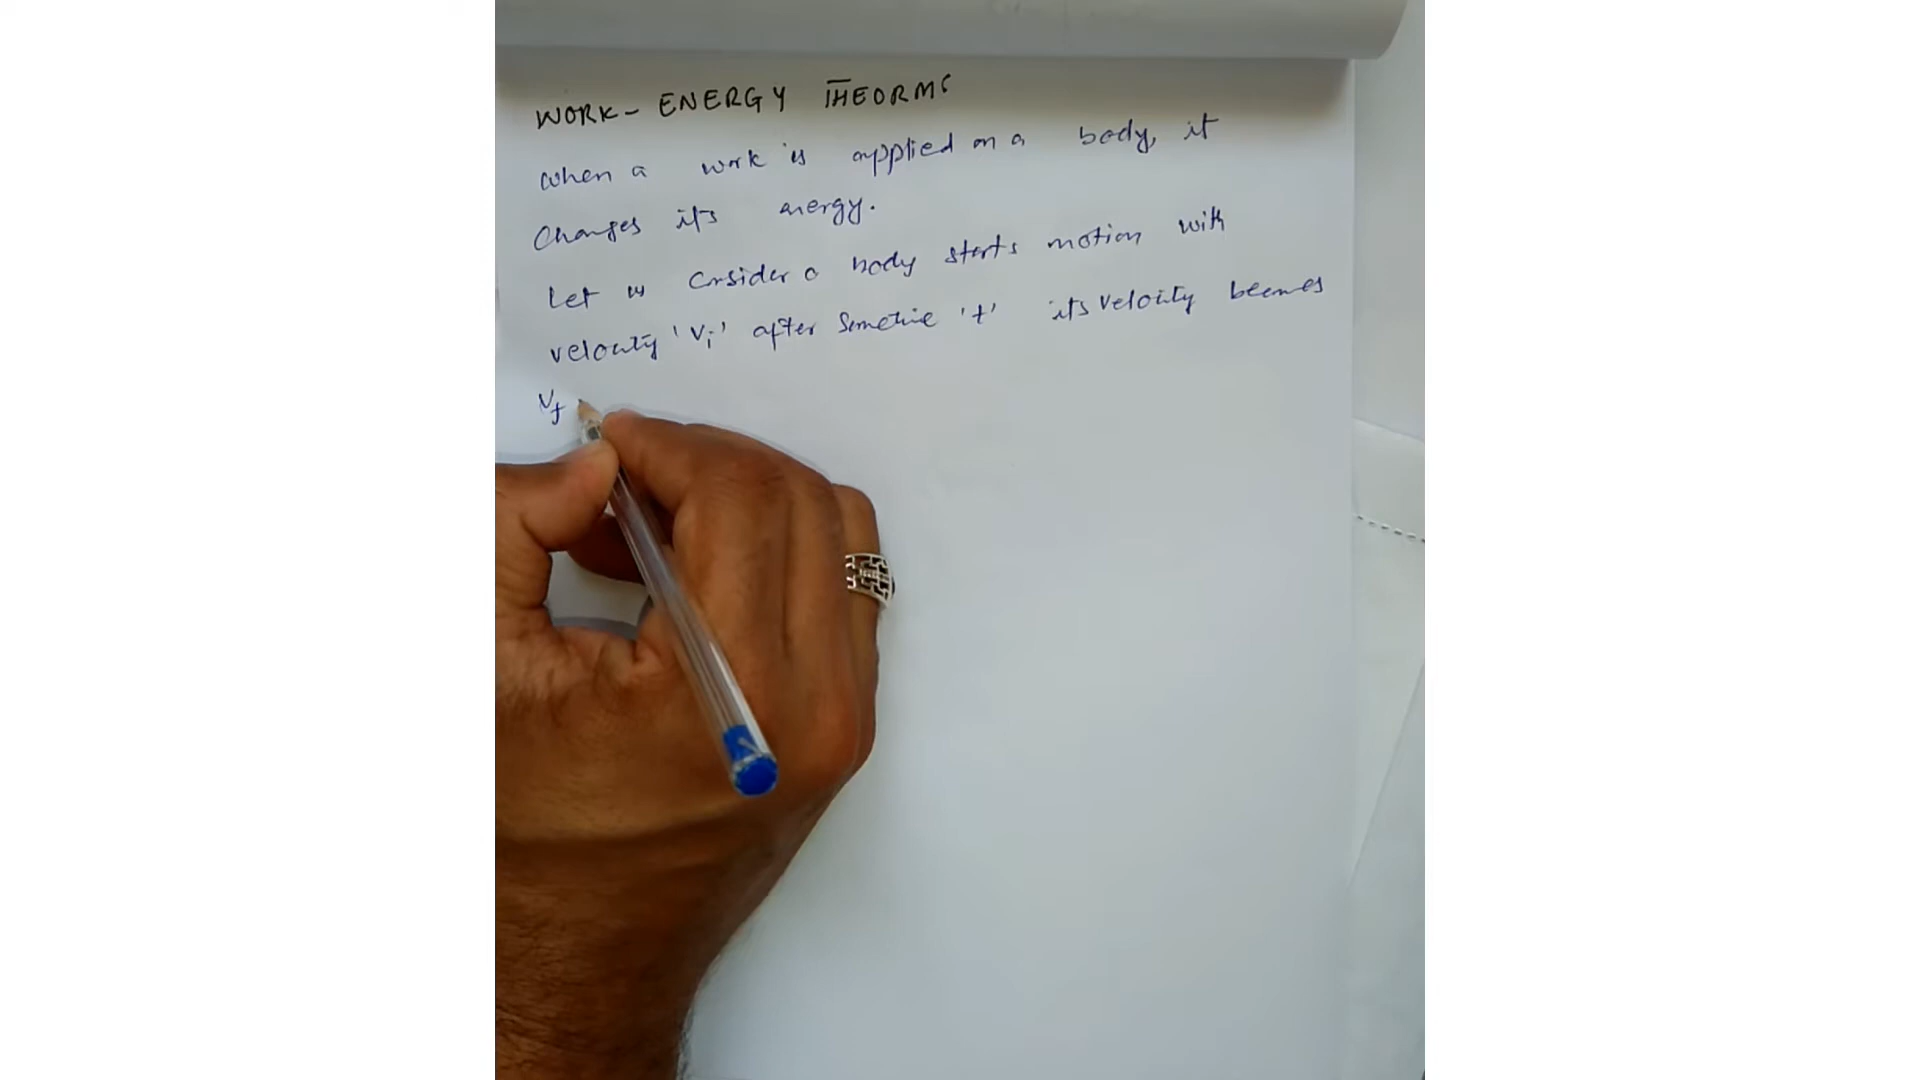 WORK - ENERGY THEORMS
When a work is applied on a body, it
Changes its energy.
Let us Consider a body starts motion with
velocity 'Vi' after sometime 't' its velocity becomes
Vf